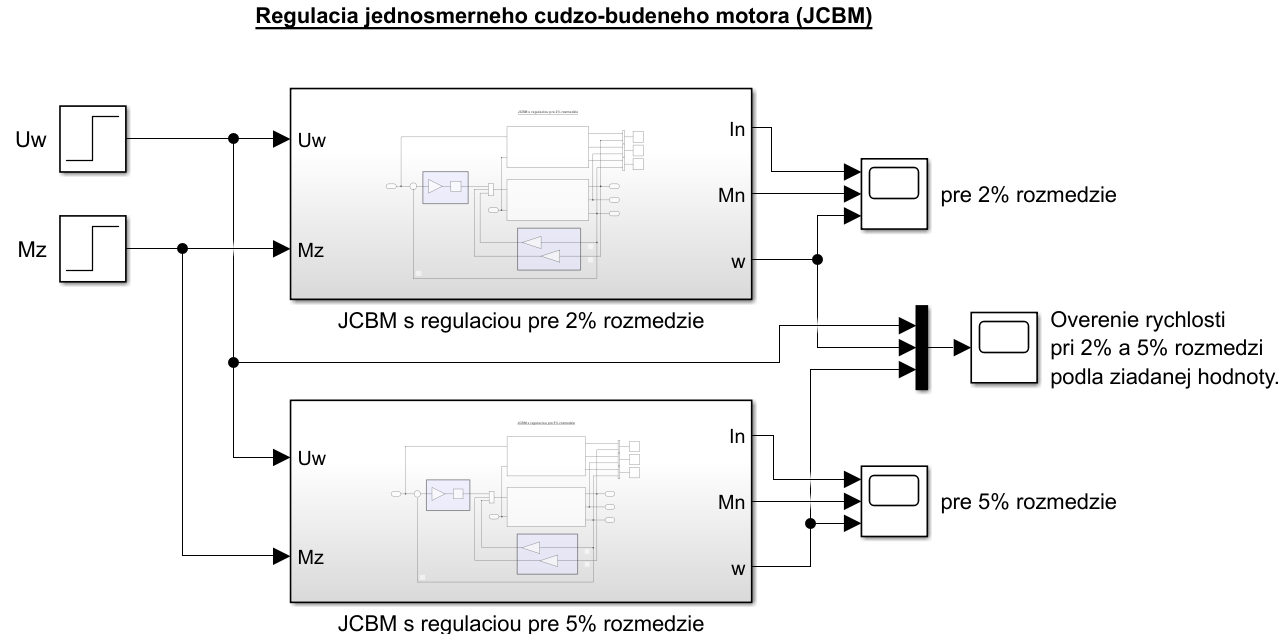 Regulacia jednosmerneho cudzo-budeneho motora (JCBM)
Uw
Mz
Uw
Mz
In
Mn
w
JCBM s regulaciou pre 2% rozmedzie
pre 2% rozmedzie
Overenie rychlosti
pri 2% a 5% rozmedzi
podla ziadanej hodnoty.
Uw
Mz
In
Mn
w
JCBM s regulaciou pre 5% rozmedzie
pre 5% rozmedzie